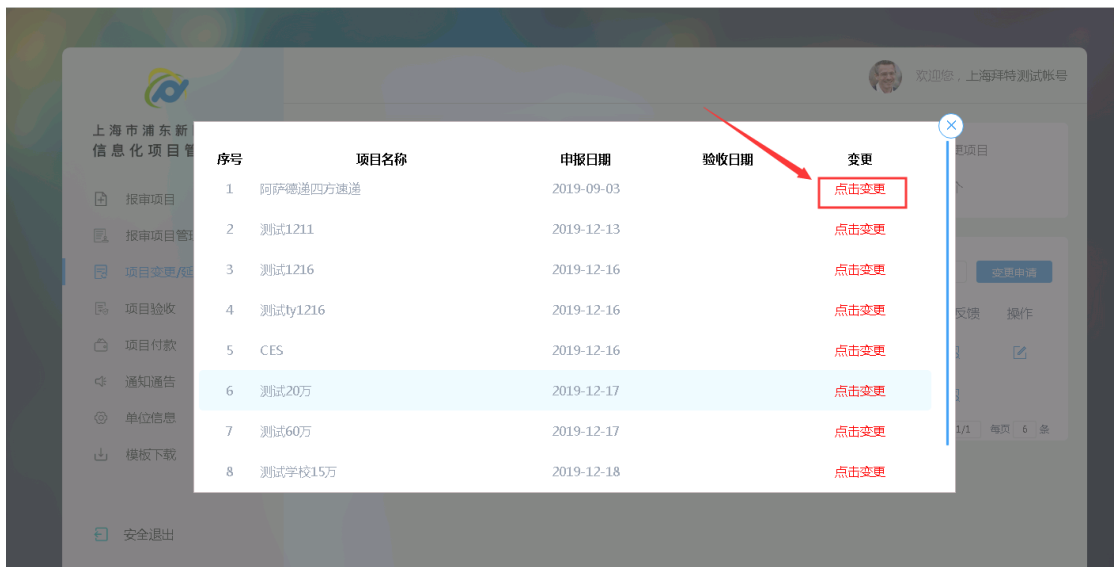 欢迎您，上海拜特测试帐号
上海市浦东新
信息化项目管
报审项目
报审项目管理
项目变更/延
项目验收
项目付款
通知通告
单位信息
模板下载
安全退出
序号 项目名称 申报日期 验收日期 变更
1 阿萨德递四方速递 2019-09-03 点击变更
2 测试1211 2019-12-13 点击变更
3 测试1216 2019-12-16 点击变更
4 测试ty1216 2019-12-16 点击变更
5 CES 2019-12-16 点击变更
6 测试20万 2019-12-17 点击变更
7 测试60万 2019-12-17 点击变更
8 测试学校15万 2019-12-18 点击变更
更项目
个
变更申请
反馈 操作
1/1 每页 6 条